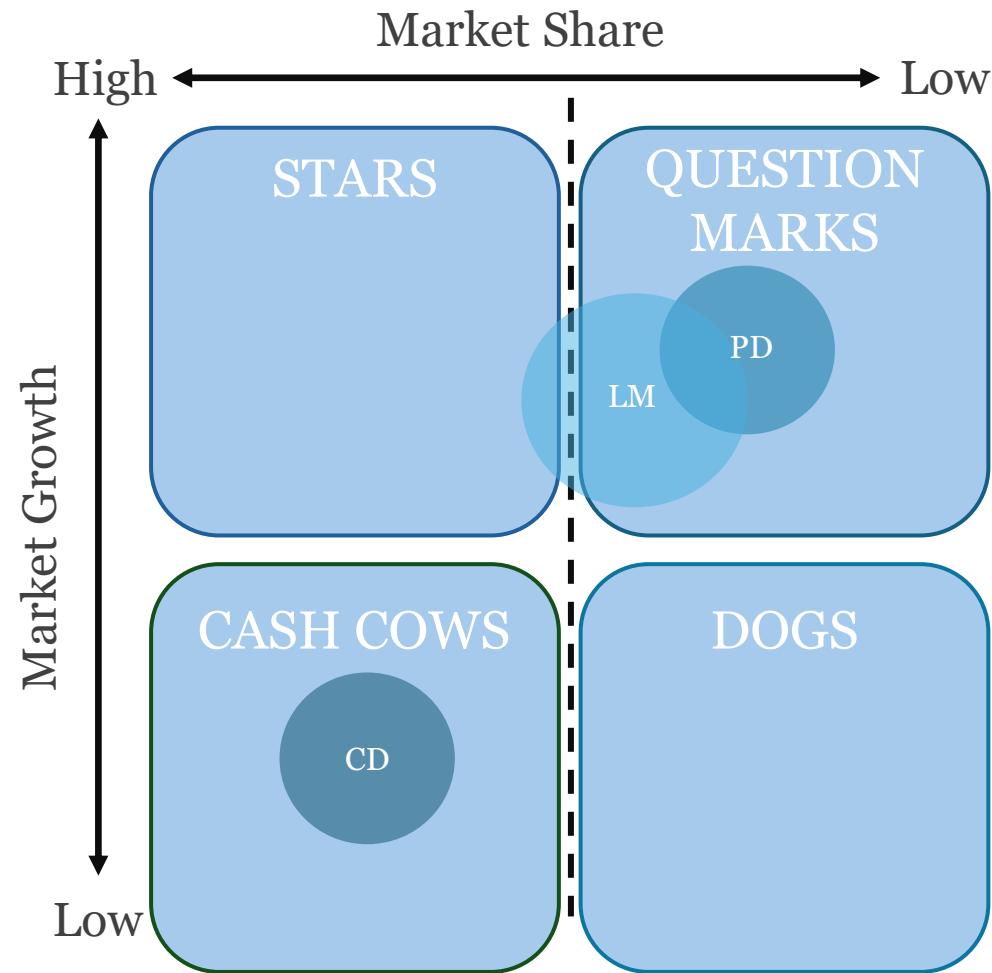 Market Share
High
Low
STARS
QUESTION
MARKS
PD
LM
Market Growth
CASH COWS
DOGS
CD
Low